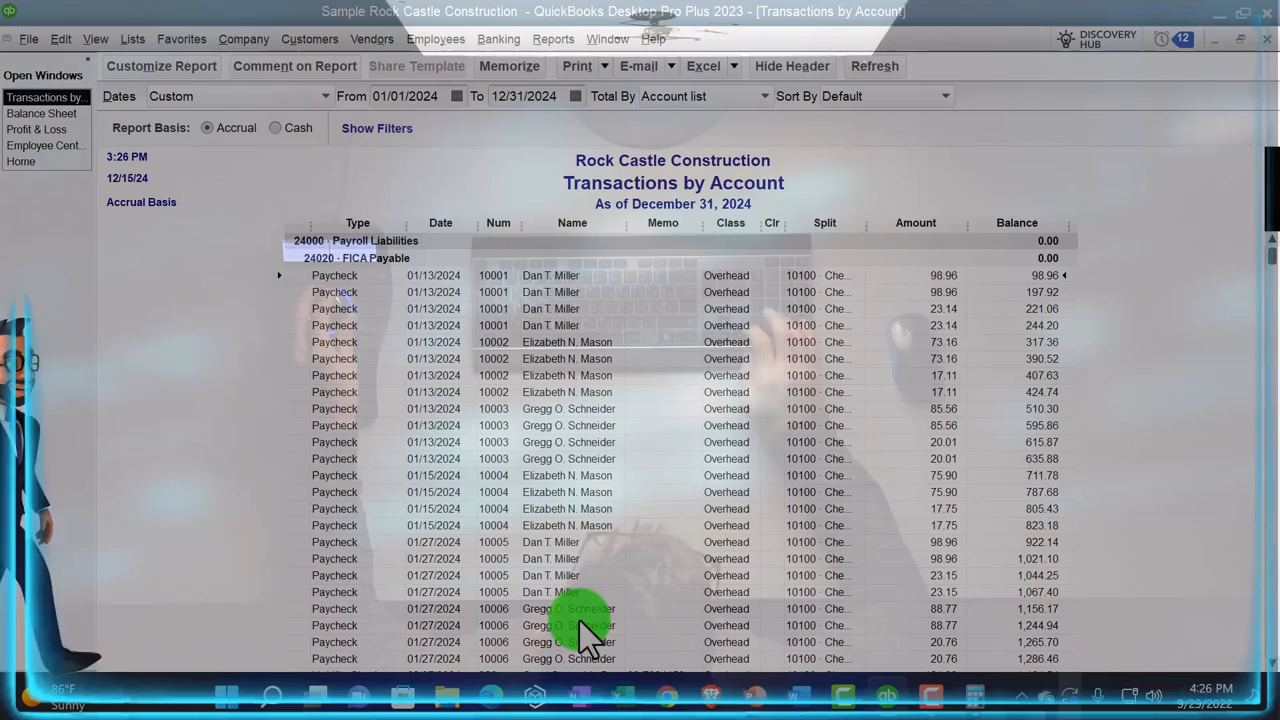 Sample Rock Castle Construction - QuickBooks Desktop Pro Plus 2023 - [Transactions by Account]
File Edit View Lists Favorites Company Customers Vendors Employees Banking Reports Window Help
DISCOVERY HUB 12
Open Windows
Transactions by...
Balance Sheet
Profit & Loss
Employee Cent...
Home
Customize Report Comment on Report Share Template Memorize Print E-mail Excel Hide Header Refresh
Dates Custom From 01/01/2024 To 12/31/2024 Total By Account list Sort By Default
Report Basis: Accrual Cash Show Filters
3:26 PM
12/15/24
Accrual Basis
Rock Castle Construction
Transactions by Account
As of December 31, 2024
Type Date Num Name Memo Class Clr Split Amount Balance
24000 · Payroll Liabilities 0.00
24020 · FICA Payable 0.00
Paycheck 01/13/2024 10001 Dan T. Miller Overhead 10100 · Che... 98.96 98.96
Paycheck 01/13/2024 10001 Dan T. Miller Overhead 10100 · Che... 98.96 197.92
Paycheck 01/13/2024 10001 Dan T. Miller Overhead 10100 · Che... 23.14 221.06
Paycheck 01/13/2024 10001 Dan T. Miller Overhead 10100 · Che... 23.14 244.20
Paycheck 01/13/2024 10002 Elizabeth N. Mason Overhead 10100 · Che... 73.16 317.36
Paycheck 01/13/2024 10002 Elizabeth N. Mason Overhead 10100 · Che... 73.16 390.52
Paycheck 01/13/2024 10002 Elizabeth N. Mason Overhead 10100 · Che... 17.11 407.63
Paycheck 01/13/2024 10002 Elizabeth N. Mason Overhead 10100 · Che... 17.11 424.74
Paycheck 01/13/2024 10003 Gregg O. Schneider Overhead 10100 · Che... 85.56 510.30
Paycheck 01/13/2024 10003 Gregg O. Schneider Overhead 10100 · Che... 85.56 595.86
Paycheck 01/13/2024 10003 Gregg O. Schneider Overhead 10100 · Che... 20.01 615.87
Paycheck 01/13/2024 10003 Gregg O. Schneider Overhead 10100 · Che... 20.01 635.88
Paycheck 01/15/2024 10004 Elizabeth N. Mason Overhead 10100 · Che... 75.90 711.78
Paycheck 01/15/2024 10004 Elizabeth N. Mason Overhead 10100 · Che... 75.90 787.68
Paycheck 01/15/2024 10004 Elizabeth N. Mason Overhead 10100 · Che... 17.75 805.43
Paycheck 01/15/2024 10004 Elizabeth N. Mason Overhead 10100 · Che... 17.75 823.18
Paycheck 01/27/2024 10005 Dan T. Miller Overhead 10100 · Che... 98.96 922.14
Paycheck 01/27/2024 10005 Dan T. Miller Overhead 10100 · Che... 98.96 1,021.10
Paycheck 01/27/2024 10005 Dan T. Miller Overhead 10100 · Che... 23.15 1,044.25
Paycheck 01/27/2024 10005 Dan T. Miller Overhead 10100 · Che... 23.15 1,067.40
Paycheck 01/27/2024 10006 Gregg O. Schneider Overhead 10100 · Che... 88.77 1,156.17
Paycheck 01/27/2024 10006 Gregg O. Schneider Overhead 10100 · Che... 88.77 1,244.94
Paycheck 01/27/2024 10006 Gregg O. Schneider Overhead 10100 · Che... 20.76 1,265.70
Paycheck 01/27/2024 10006 Gregg O. Schneider Overhead 10100 · Che... 20.76 1,286.46
86°F
Sunny
4:26 PM